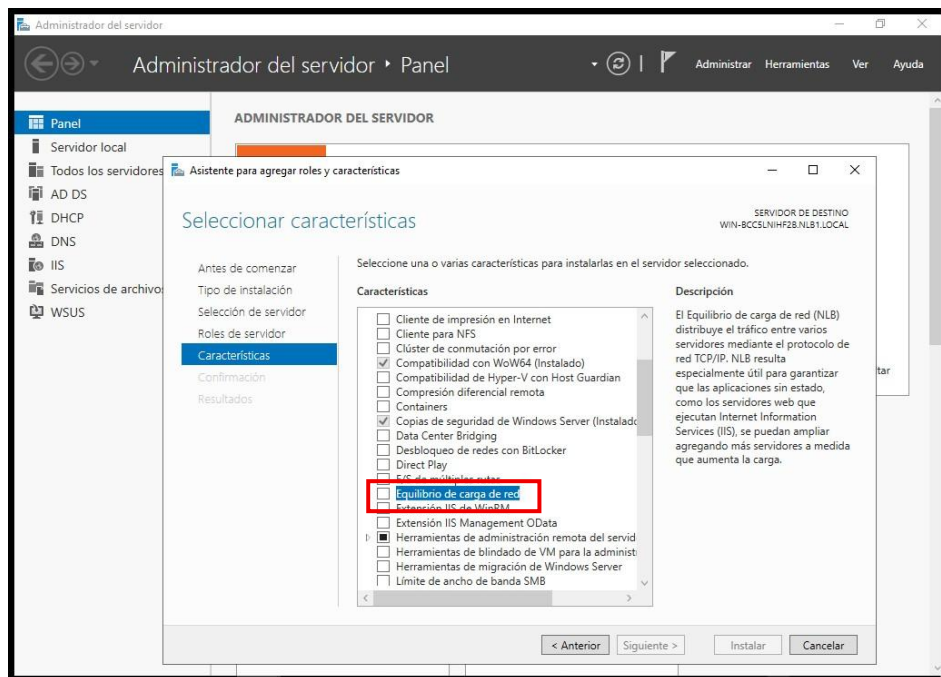 Administrador del servidor
Administrador del servidor • Panel
Administrar Herramientas Ver Ayuda
Panel
Servidor local
Todos los servidores
AD DS
DHCP
DNS
IIS
Servicios de archivo
WSUS
ADMINISTRADOR DEL SERVIDOR
Asistente para agregar roles y características
Seleccionar características
SERVIDOR DE DESTINO
WIN-BCC5LNIHF2B.NLB1.LOCAL
Antes de comenzar
Tipo de instalación
Selección de servidor
Roles de servidor
Características
Confirmación
Resultados
Seleccione una o varias características para instalarlas en el servidor seleccionado.
Características
Cliente de impresión en Internet
Cliente para NFS
Clúster de conmutación por error
Compatibilidad con WoW64 (Instalado)
Compatibilidad de Hyper-V con Host Guardian
Compresión diferencial remota
Containers
Copias de seguridad de Windows Server (Instalado
Data Center Bridging
Desbloqueo de redes con BitLocker
Direct Play
E/S de múltiples rutas
Equilibrio de carga de red
Extensión IIS de WinRM
Extensión IIS Management OData
Herramientas de administración remota del servid
Herramientas de blindado de VM para la administ
Herramientas de migración de Windows Server
Límite de ancho de banda SMB
Descripción
El Equilibrio de carga de red (NLB)
distribuye el tráfico entre varios
servidores mediante el protocolo de
red TCP/IP. NLB resulta
especialmente útil para garantizar
que las aplicaciones sin estado,
como los servidores web que
ejecutan Internet Information
Services (IIS), se puedan ampliar
agregando más servidores a medida
que aumenta la carga.
tar
< Anterior
Siguiente >
Instalar
Cancelar